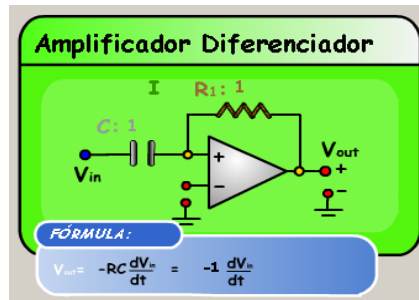 Amplificador Diferenciador
I R1: 1
C: 1
Vin
+
−
Vout
+
−
FÓRMULA:
Vout= -RC dVin/dt = -1 dVin/dt